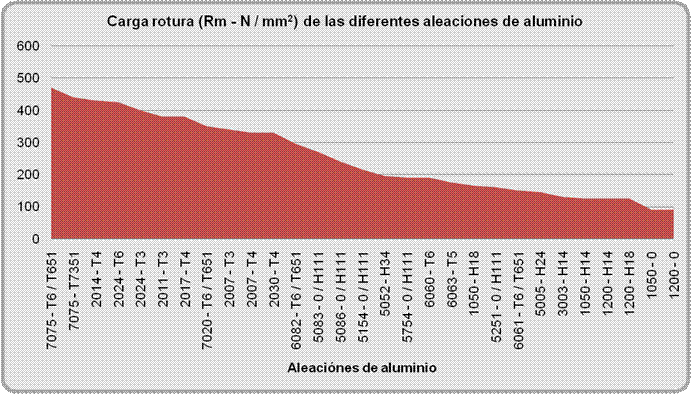 Carga rotura (Rm - N / mm²) de las diferentes aleaciones de aluminio
600
500
400
300
200
100
0
7075 - T6 / T651
7075 - T7351
2014 - T4
2024 - T6
2024 - T3
2011 - T3
2017 - T4
7020 - T6 / T651
2007 - T3
2007 - T4
2030 - T4
6082 - T6 / T651
5083 - 0 / H111
5086 - 0 / H111
5154 - 0 / H111
5052 - H34
5754 - 0 / H111
6060 - T6
6063 - T5
1050 - H18
5251 - 0 / H111
6061 - T6 / T651
5005 - H24
3003 - H14
1050 - H14
1200 - H14
1200 - H18
1050 - 0
1200 - 0
Aleaciónes de aluminio